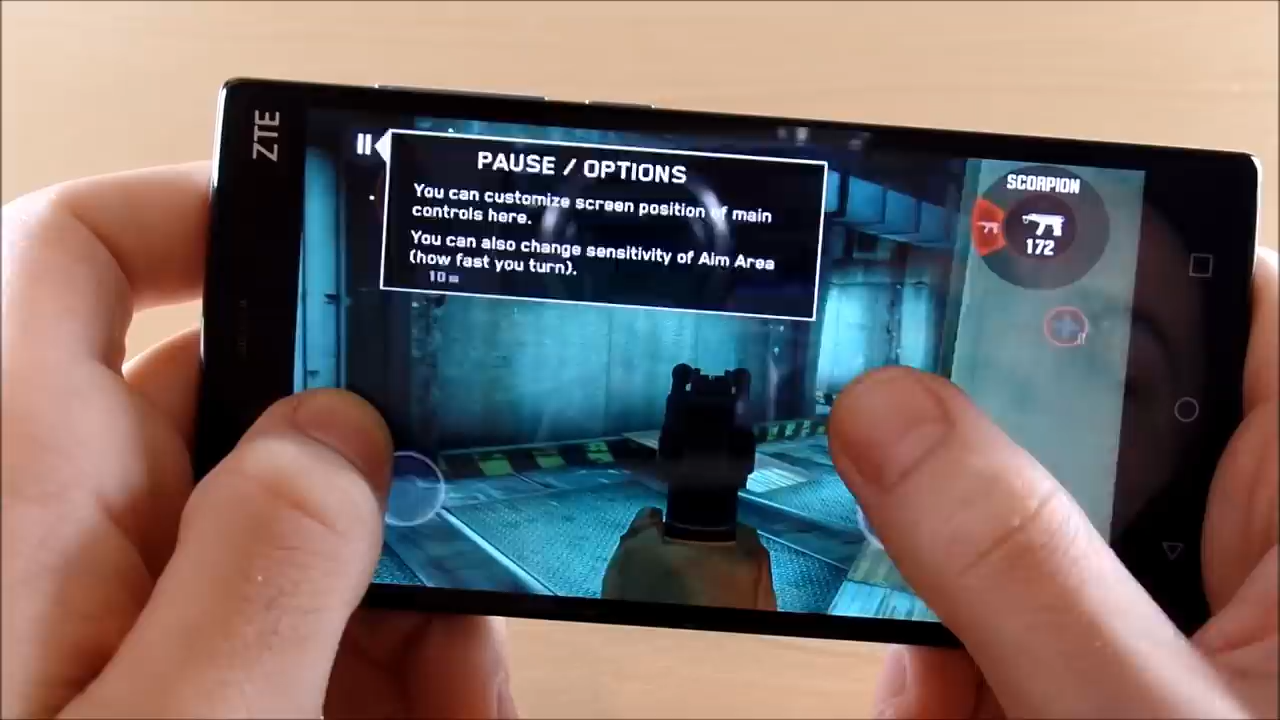 ZTE
PAUSE / OPTIONS
You can customize screen position of main
controls here.
You can also change sensitivity of Aim Area
(how fast you turn).
10 m
SCORPION
172